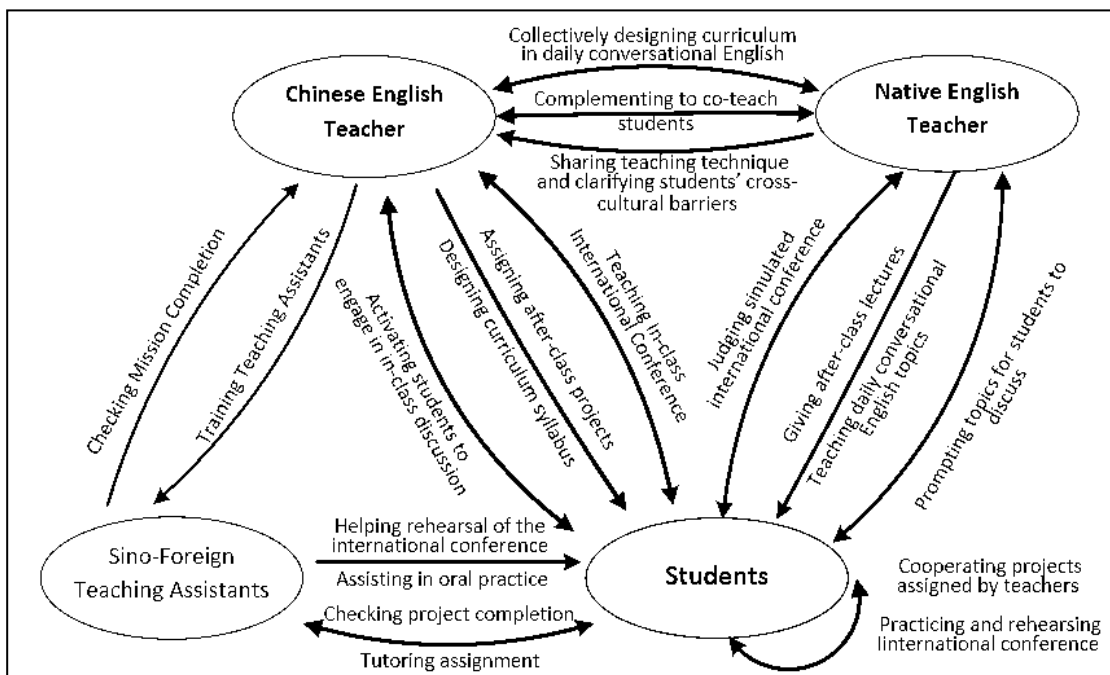 Collectively designing curriculum
in daily conversational English
Chinese English
Teacher
Complementing to co-teach
students
Native English
Teacher
Sharing teaching technique
and clarifying students' cross-
cultural barriers
Checking Mission Completion
Training Teaching Assistants
Activating students to
engage in in-class discussion
Assigning after-class projects
Designing curriculum syllabus
Teaching In-class
International Conference
Judging simulated
international conference
Giving after-class lectures
Teaching daily conversational
English topics
Prompting topics for students to
discuss
Sino-Foreign
Teaching Assistants
Helping rehearsal of the
international conference
Assisting in oral practice
Checking project completion
Tutoring assignment
Students
Cooperating projects
assigned by teachers
Practicing and rehearsing
Iinternational conference